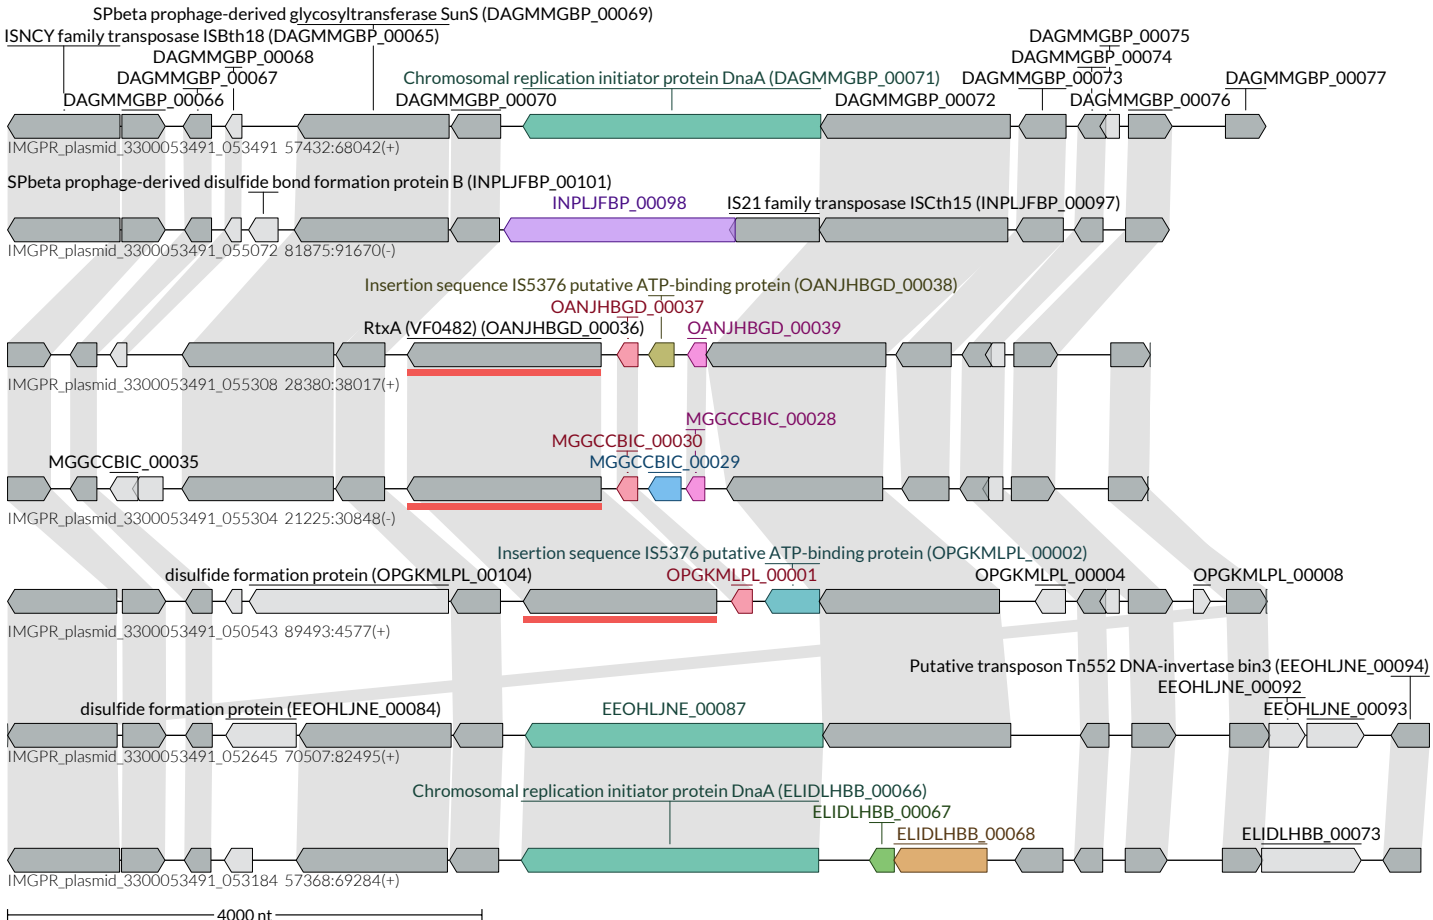 SPbeta prophage-derived glycosyltransferase SunS (DAGMMGBP_00069)
ISNCY family transposase ISBth18 (DAGMMGBP_00065)
DAGMMGBP_00075
DAGMMGBP_00068
DAGMMGBP_00074
DAGMMGBP_00067
Chromosomal replication initiator protein DnaA (DAGMMGBP_00071)
DAGMMGBP_00073
DAGMMGBP_00077
DAGMMGBP_00066
DAGMMGBP_00070
DAGMMGBP_00072
DAGMMGBP_00076
IMGPR_plasmid_3300053491_053491 57432:68042(+)
SPbeta prophage-derived disulfide bond formation protein B (INPLJFBP_00101)
INPLJFBP_00098
IS21 family transposase ISCth15 (INPLJFBP_00097)
IMGPR_plasmid_3300053491_055072 81875:91670(-)
Insertion sequence IS5376 putative ATP-binding protein (OANJHBGD_00038)
OANJHBGD_00037
RtxA (VF0482) (OANJHBGD_00036)
OANJHBGD_00039
IMGPR_plasmid_3300053491_055308 28380:38017(+)
MGGCCBIC_00028
MGGCCBIC_00030
MGGCCBIC_00035
MGGCCBIC_00029
IMGPR_plasmid_3300053491_055304 21225:30848(-)
Insertion sequence IS5376 putative ATP-binding protein (OPGKMLPL_00002)
disulfide formation protein (OPGKMLPL_00104)
OPGKMLPL_00001
OPGKMLPL_00004
OPGKMLPL_00008
IMGPR_plasmid_3300053491_050543 89493:4577(+)
Putative transposon Tn552 DNA-invertase bin3 (EEOHLJNE_00094)
EEOHLJNE_00092
disulfide formation protein (EEOHLJNE_00084)
EEOHLJNE_00087
EEOHLJNE_00093
IMGPR_plasmid_3300053491_052645 70507:82495(+)
Chromosomal replication initiator protein DnaA (ELIDLHBB_00066)
ELIDLHBB_00067
ELIDLHBB_00068
ELIDLHBB_00073
IMGPR_plasmid_3300053491_053184 57368:69284(+)
4000 nt